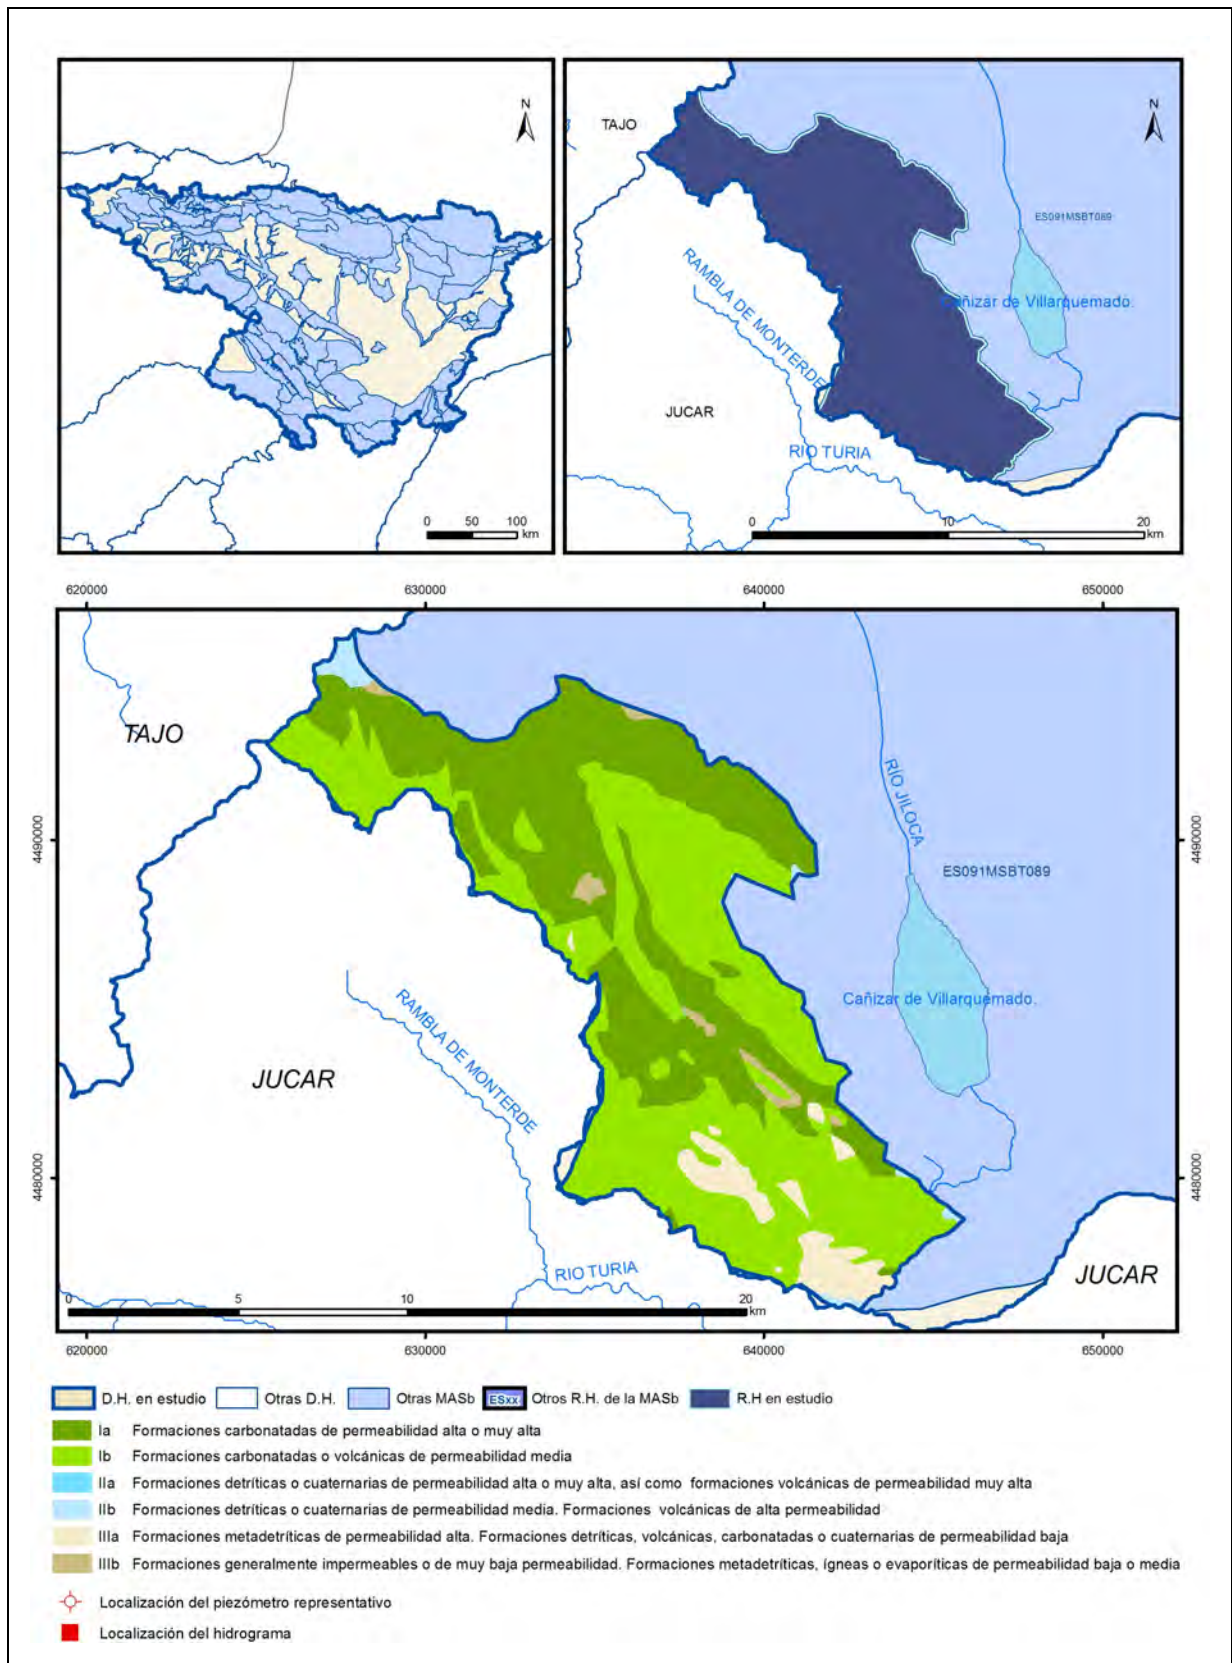 N
0 50 100
km
N
TAJO
ES091MSBT089
Cañizar de Villarquemado.
RAMBLA DE MONTERDE
JUCAR
RIO TURIA
0 10 20
km
620000 630000 640000 650000
TAJO
RÍO JILOCA
4490000 4490000
ES091MSBT089
Cañizar de Villarquemado.
RAMBLA DE MONTERDE
JUCAR
4480000 4480000
RIO TURIA
JUCAR
0 5 10 20
km
620000 630000 640000 650000
D.H. en estudio Otras D.H. Otras MASb ESxx Otros R.H. de la MASb R.H en estudio
Ia Formaciones carbonatadas de permeabilidad alta o muy alta
Ib Formaciones carbonatadas o volcánicas de permeabilidad media
IIa Formaciones detríticas o cuaternarias de permeabilidad alta o muy alta, así como formaciones volcánicas de permeabilidad muy alta
IIb Formaciones detríticas o cuaternarias de permeabilidad media. Formaciones volcánicas de alta permeabilidad
IIIa Formaciones metadetríticas de permeabilidad alta. Formaciones detríticas, volcánicas, carbonatadas o cuaternarias de permeabilidad baja
IIIb Formaciones generalmente impermeables o de muy baja permeabilidad. Formaciones metadetríticas, ígneas o evaporíticas de permeabilidad baja o media
Localización del piezómetro representativo
Localización del hidrograma